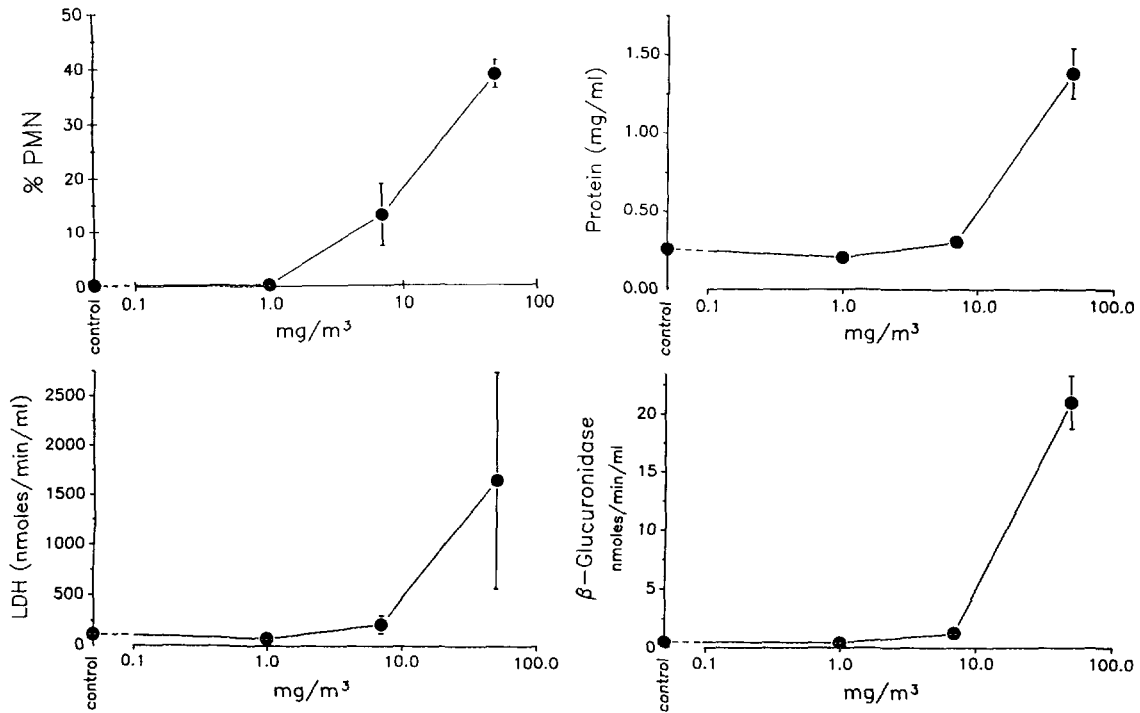 50
40
30
20
10
0
% PMN
control
0.1 1.0 10 100
mg/m³
1.50
1.00
0.50
0.00
Protein (mg/ml)
control
0.1 1.0 10.0 100.0
mg/m³
2500
2000
1500
1000
500
0
LDH (nmoles/min/ml)
control
0.1 1.0 10.0 100.0
mg/m³
20
15
10
5
0
β-Glucuronidase
nmoles/min/ml
control
0.1 1.0 10.0 100.0
mg/m³